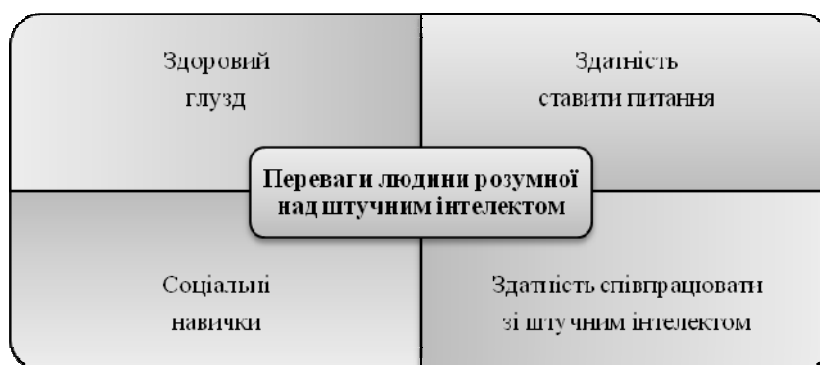 Здоровий
глузд
Здатність
ставити питання
Переваги людини розумної
над штучним інтелектом
Соціальні
навички
Здатність співпрацювати
зі штучним інтелектом